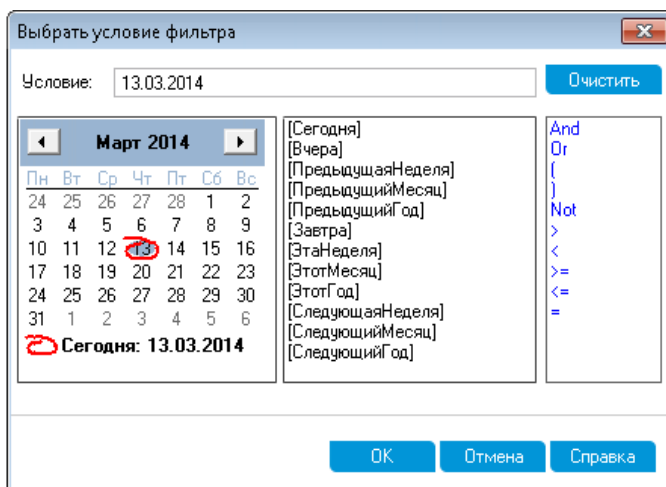 Выбрать условие фильтра
Условие: 13.03.2014 Очистить
Март 2014
Пн Вт Ср Чт Пт Сб Вс
24 25 26 27 28 1 2
3 4 5 6 7 8 9
10 11 12 13 14 15 16
17 18 19 20 21 22 23
24 25 26 27 28 29 30
31 1 2 3 4 5 6
Сегодня: 13.03.2014
[Сегодня]
[Вчера]
[ПредыдущаяНеделя]
[ПредыдущийМесяц]
[ПредыдущийГод]
[Завтра]
[ЭтаНеделя]
[ЭтотМесяц]
[ЭтотГод]
[СледующаяНеделя]
[СледующийМесяц]
[СледующийГод]
And
Or
(
)
Not
>
<
>=
<=
=
OK Отмена Справка